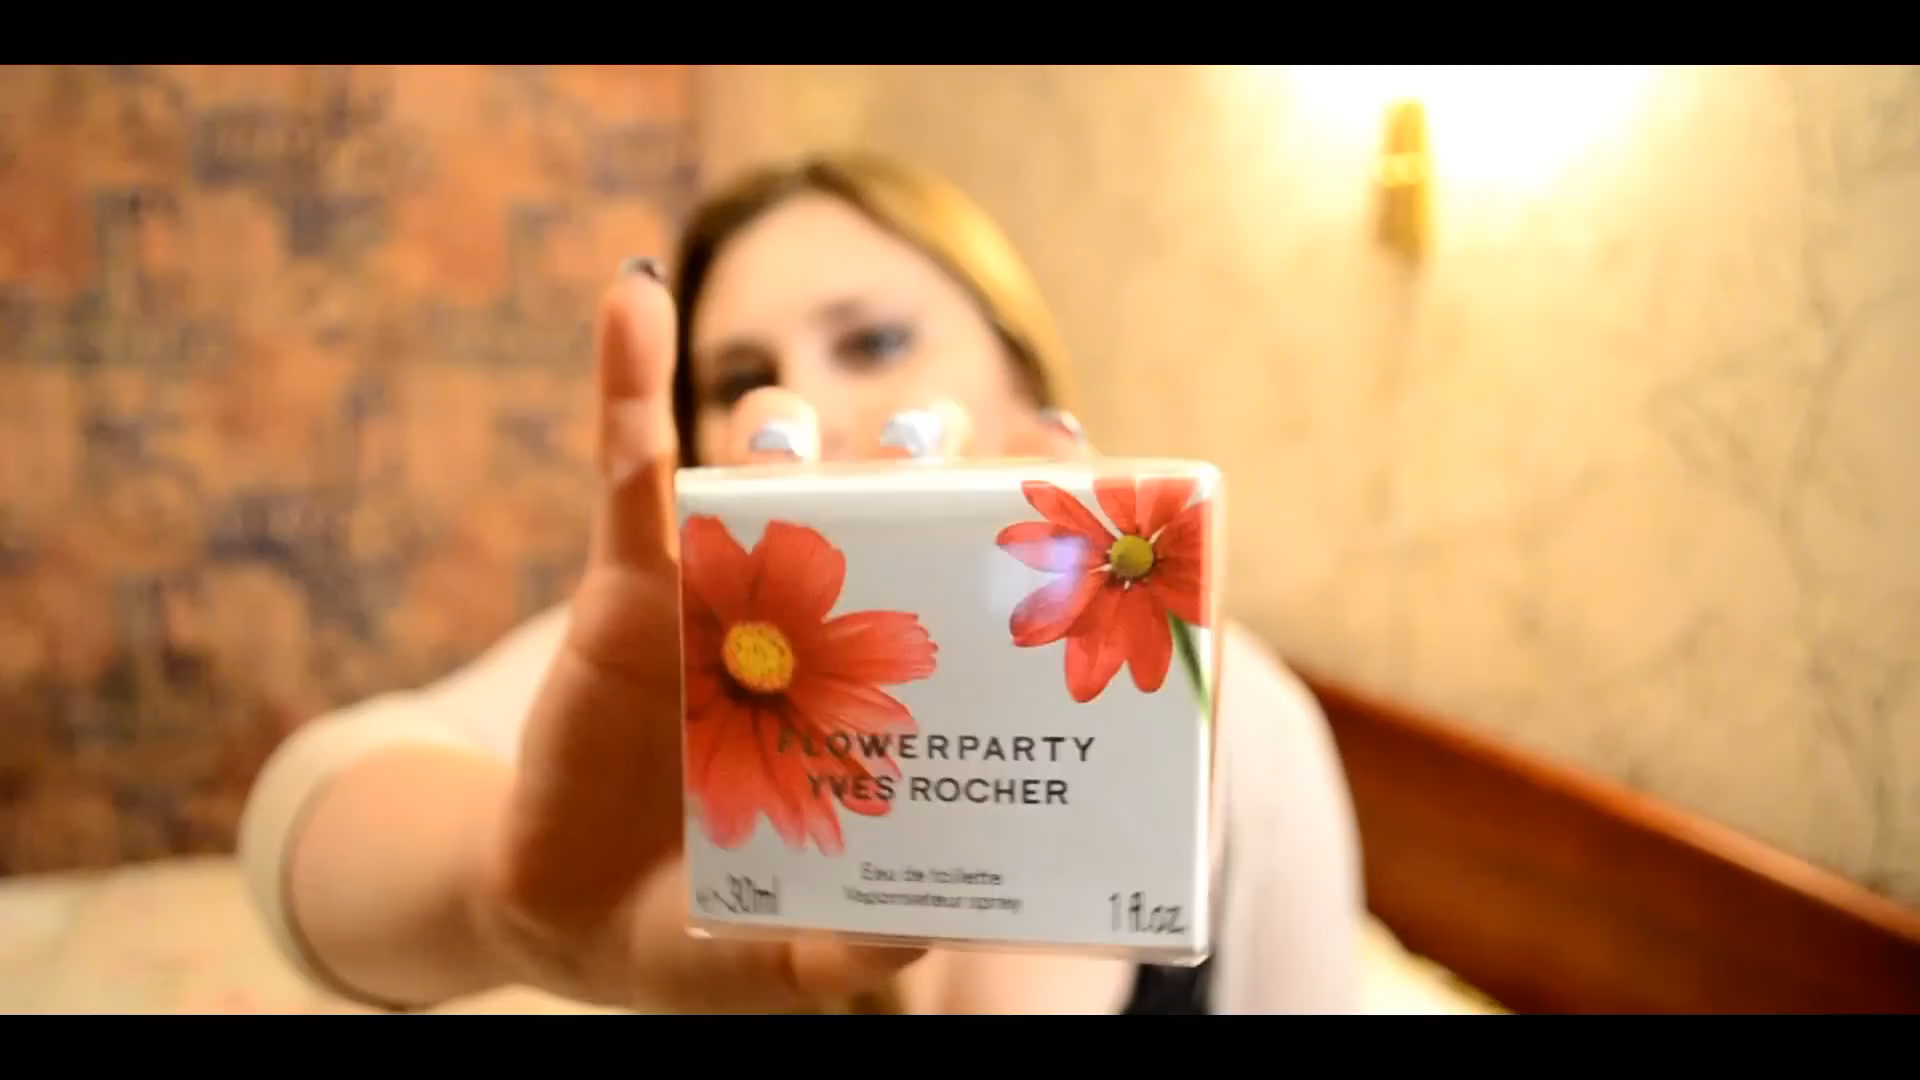 FLOWERPARTY
YVES ROCHER
Eau de toilette
Vaporisateur spray
e 30ml
1 fl.oz.